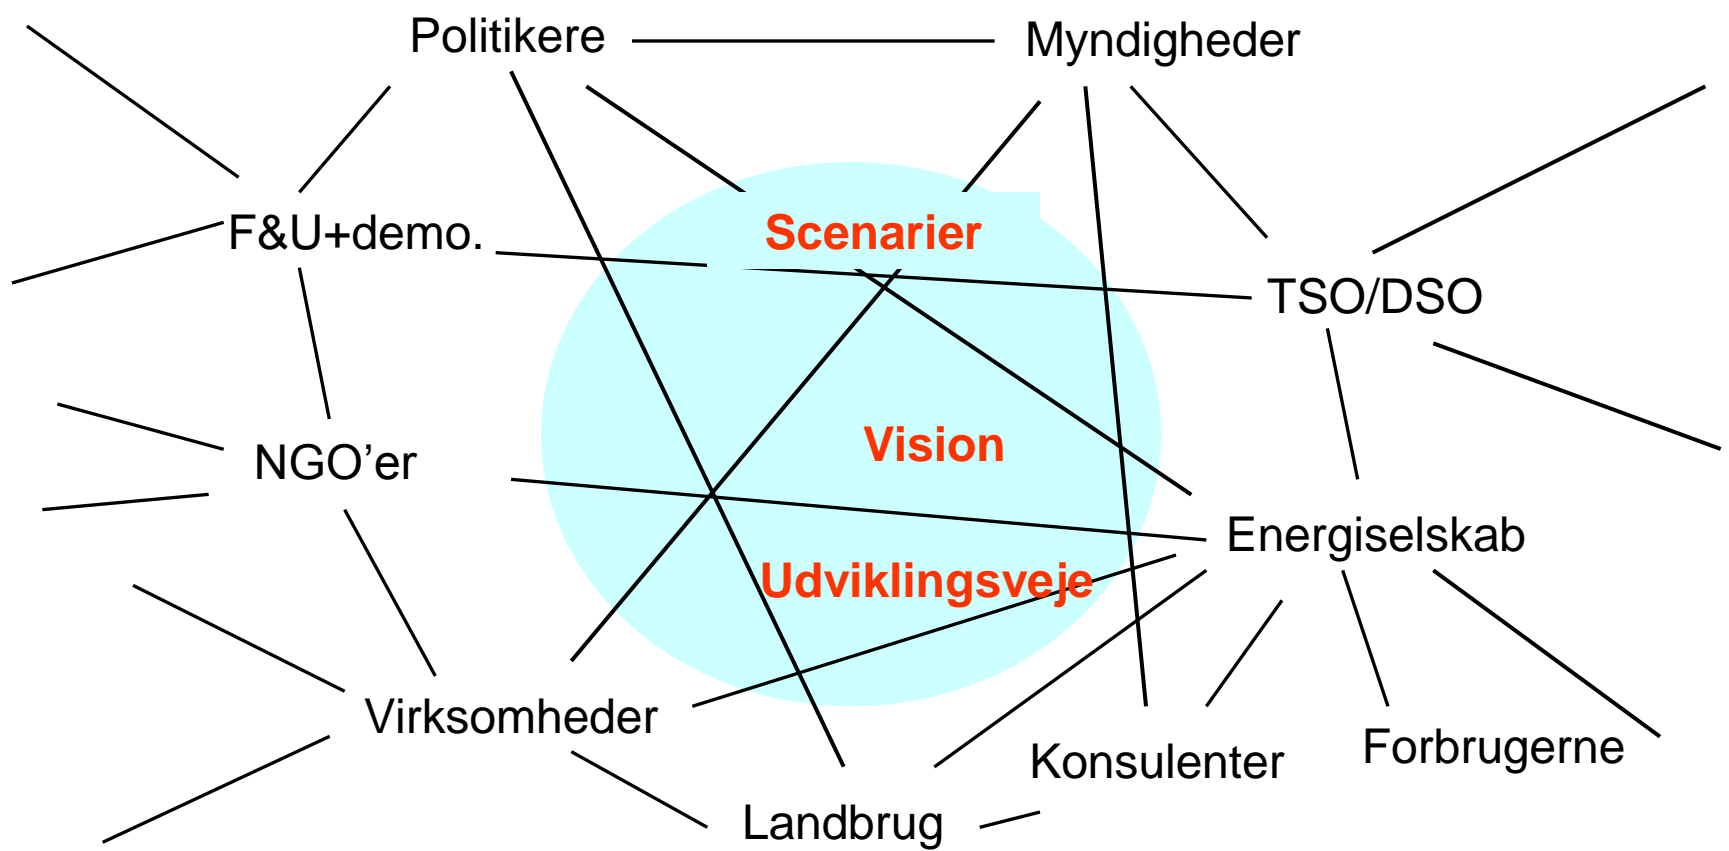 Politikere
Myndigheder
F&U+demo.
Scenarier
TSO/DSO
Vision
NGO’er
Energiselskab
Udviklingsveje
Virksomheder
Forbrugerne
Konsulenter
Landbrug